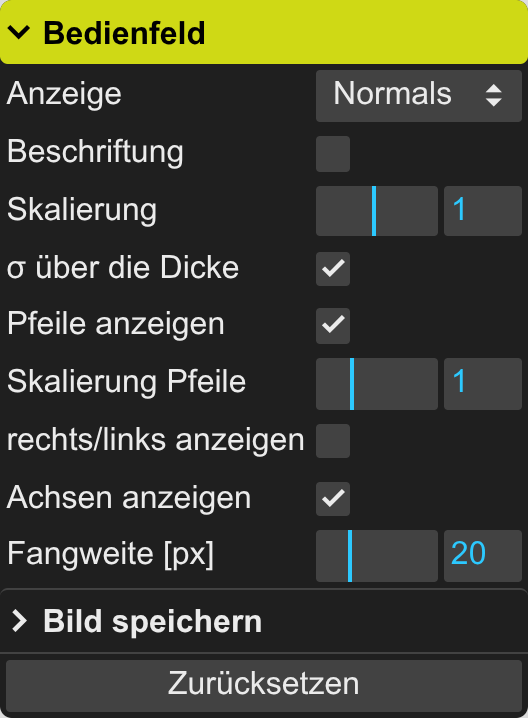 Bedienfeld
Anzeige Normals
Beschriftung
Skalierung 1
σ über die Dicke
Pfeile anzeigen
Skalierung Pfeile 1
rechts/links anzeigen
Achsen anzeigen
Fangweite [px] 20
Bild speichern
Zurücksetzen